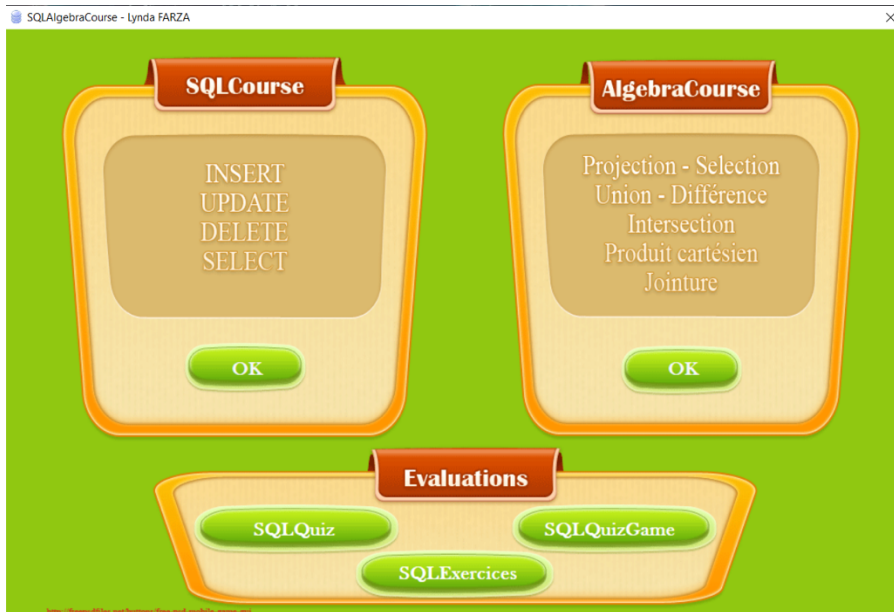 SQLAlgebraCourse - Lynda FARZA
SQLCourse
INSERT
UPDATE
DELETE
SELECT
OK
AlgebraCourse
Projection - Selection
Union - Différence
Intersection
Produit cartésien
Jointure
OK
Evaluations
SQLQuiz
SQLQuizGame
SQLExercices